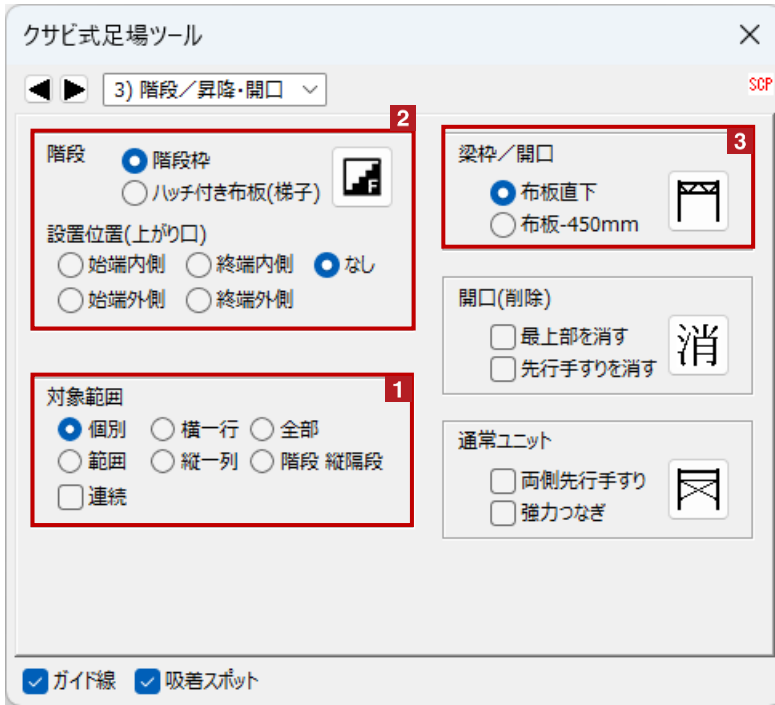 クサビ式足場ツール
3) 階段／昇降・開口
SCP
2
階段
階段枠
ハッチ付き布板(梯子)
F
設置位置(上がり口)
始端内側 終端内側 なし
始端外側 終端外側
1
対象範囲
個別 横一行 全部
範囲 縦一列 階段 縦隔段
連続
3
梁枠／開口
布板直下
布板-450mm
開口(削除)
最上部を消す
先行手すりを消す
消
通常ユニット
両側先行手すり
強力つなぎ
ガイド線 吸着スポット